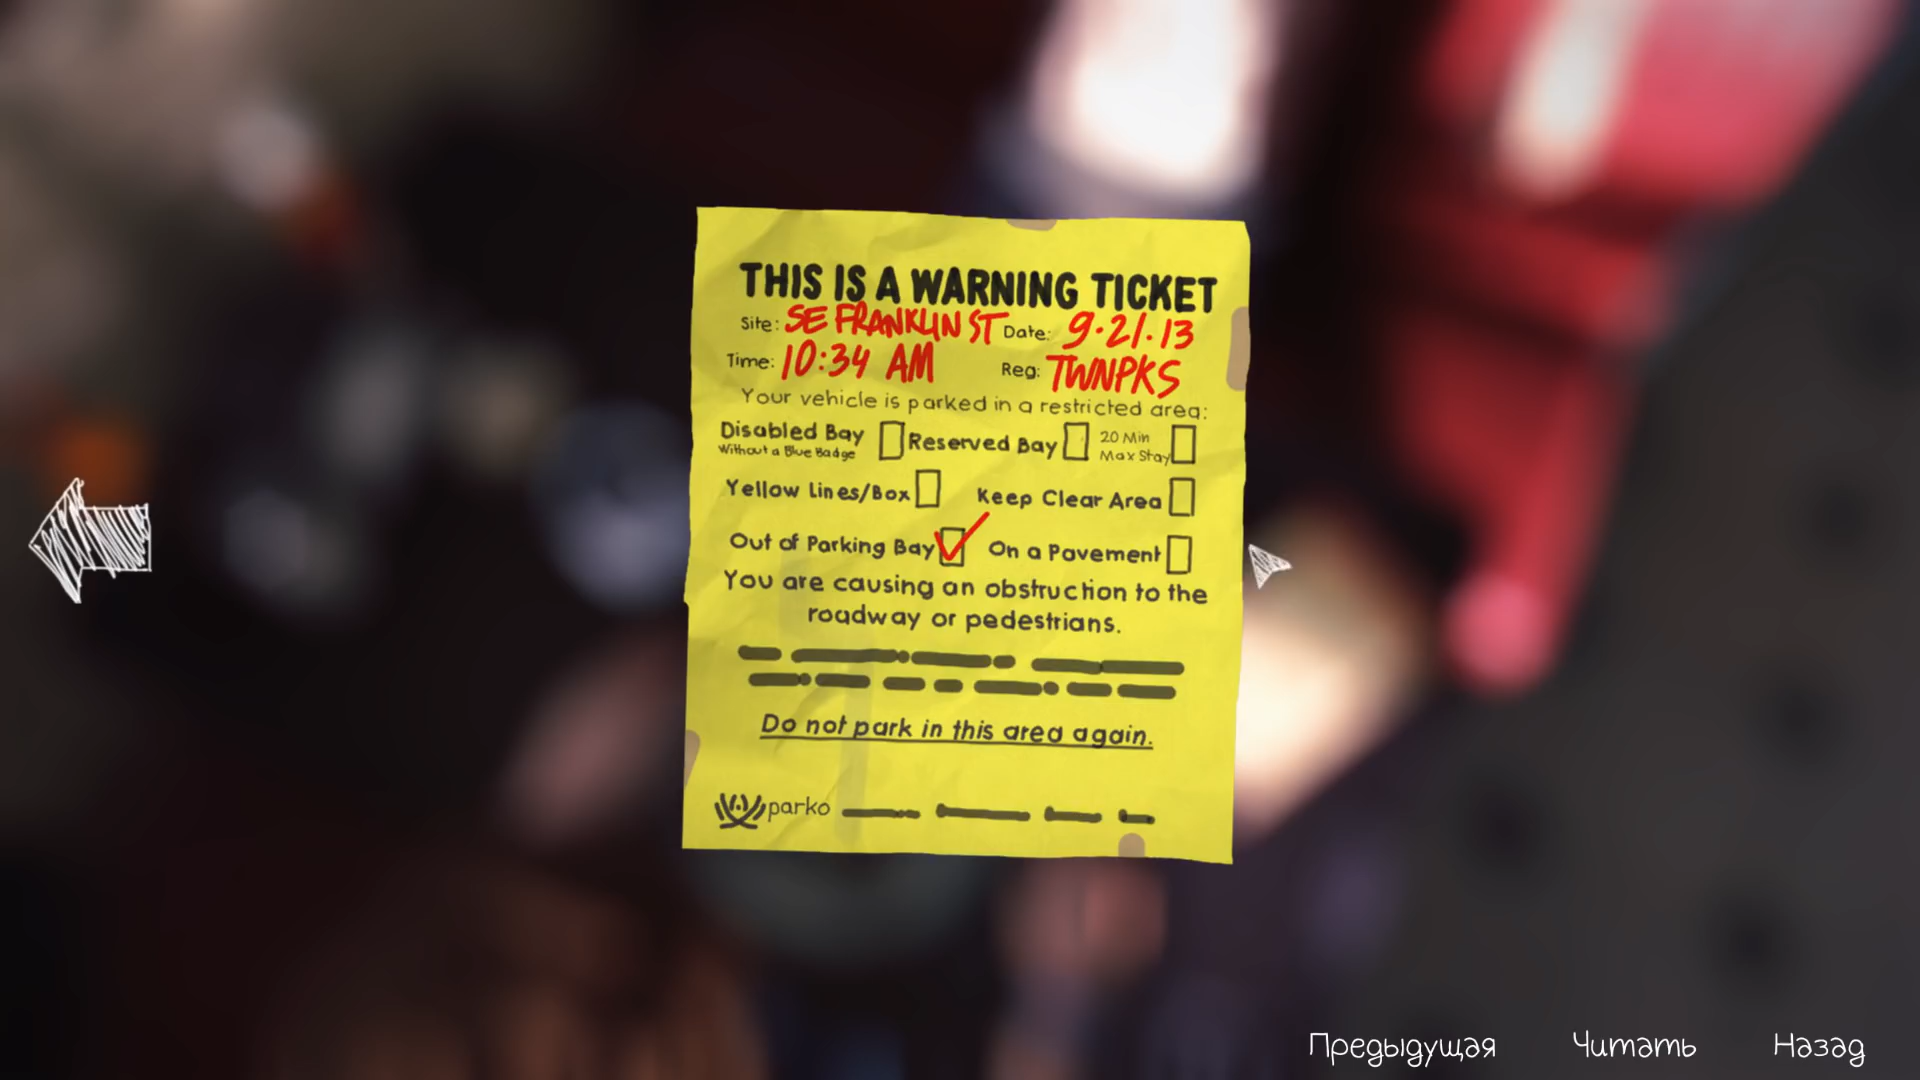 THIS IS A WARNING TICKET
Site: SE FRANKLIN ST Date: 9.21.13
Time: 10:34 AM Reg: TWNPKS
Your vehicle is parked in a restricted area:
Disabled Bay Reserved Bay 20 Min
Without a Blue Badge Max Stay
Yellow Lines/Box Keep Clear Area
Out of Parking Bay On a Pavement
You are causing an obstruction to the
roadway or pedestrians.
Do not park in this area again.
parko
Предыдущая Читать Назад